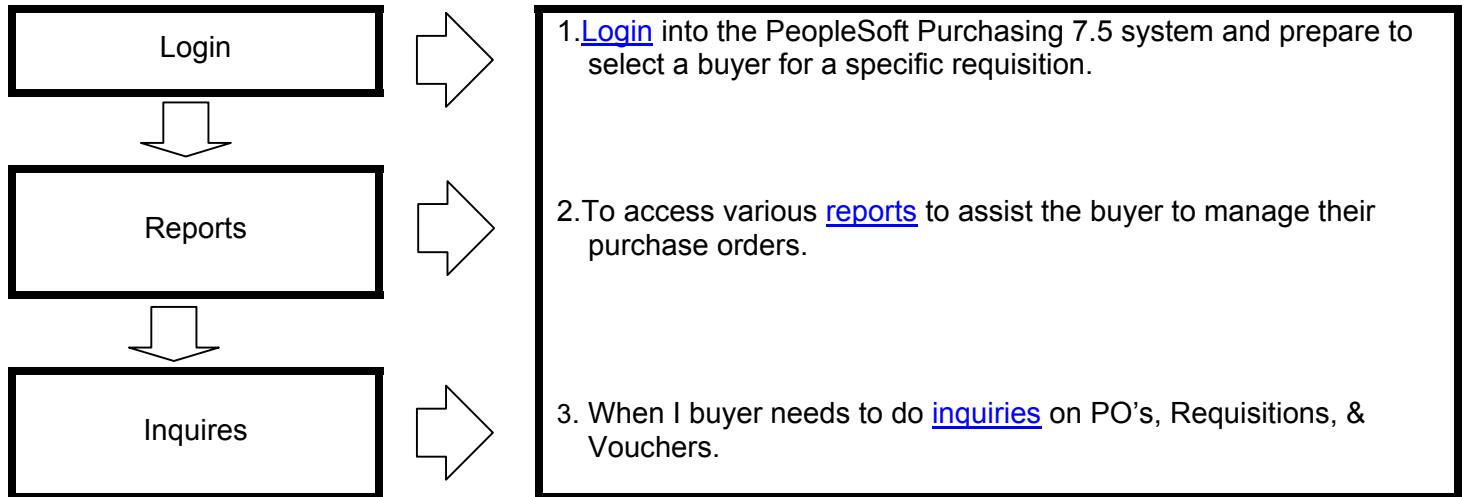 Login
1.Login into the PeopleSoft Purchasing 7.5 system and prepare to
select a buyer for a specific requisition.
Reports
2.To access various reports to assist the buyer to manage their
purchase orders.
Inquires
3. When I buyer needs to do inquiries on PO’s, Requisitions, &
Vouchers.